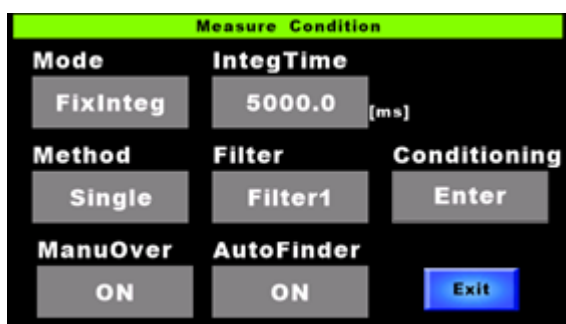 Measure Condition
Mode IntegTime
FixInteg 5000.0 [ms]
Method Filter Conditioning
Single Filter1 Enter
ManuOver AutoFinder
ON ON Exit